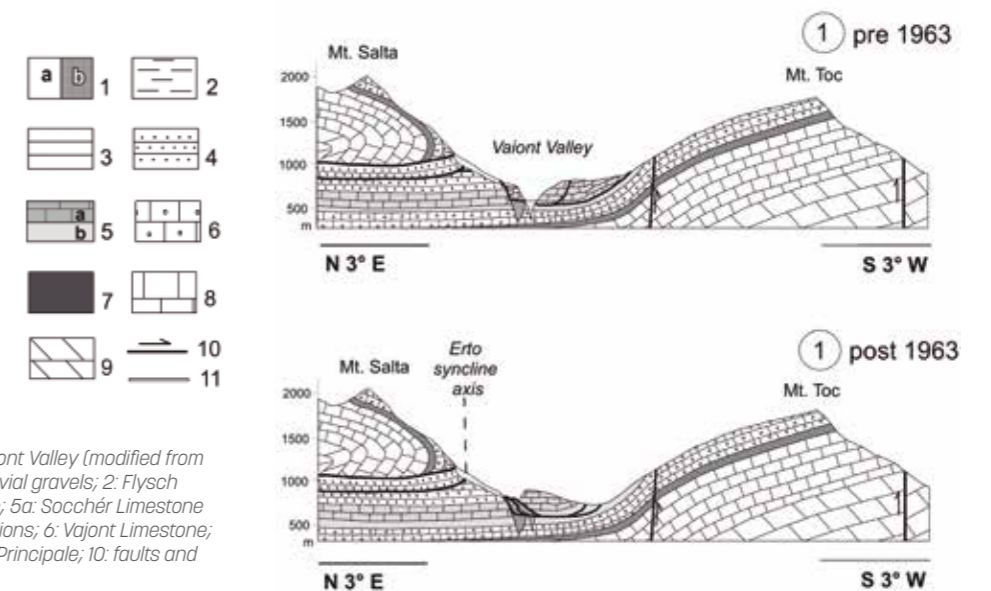 a b 1
2
3
4
5
a
b
6
7
8
9
10
11
ont Valley (modified from
vial gravels; 2: Flysch
; 5a: Socchér Limestone
ions; 6: Vajont Limestone;
Principale; 10: faults and
1 pre 1963
Mt. Salta
Mt. Toc
2000
1500
1000
500
m
Vaiont Valley
N 3° E
S 3° W
1 post 1963
Mt. Salta
Erto
syncline
axis
Mt. Toc
2000
1500
1000
500
m
N 3° E
S 3° W